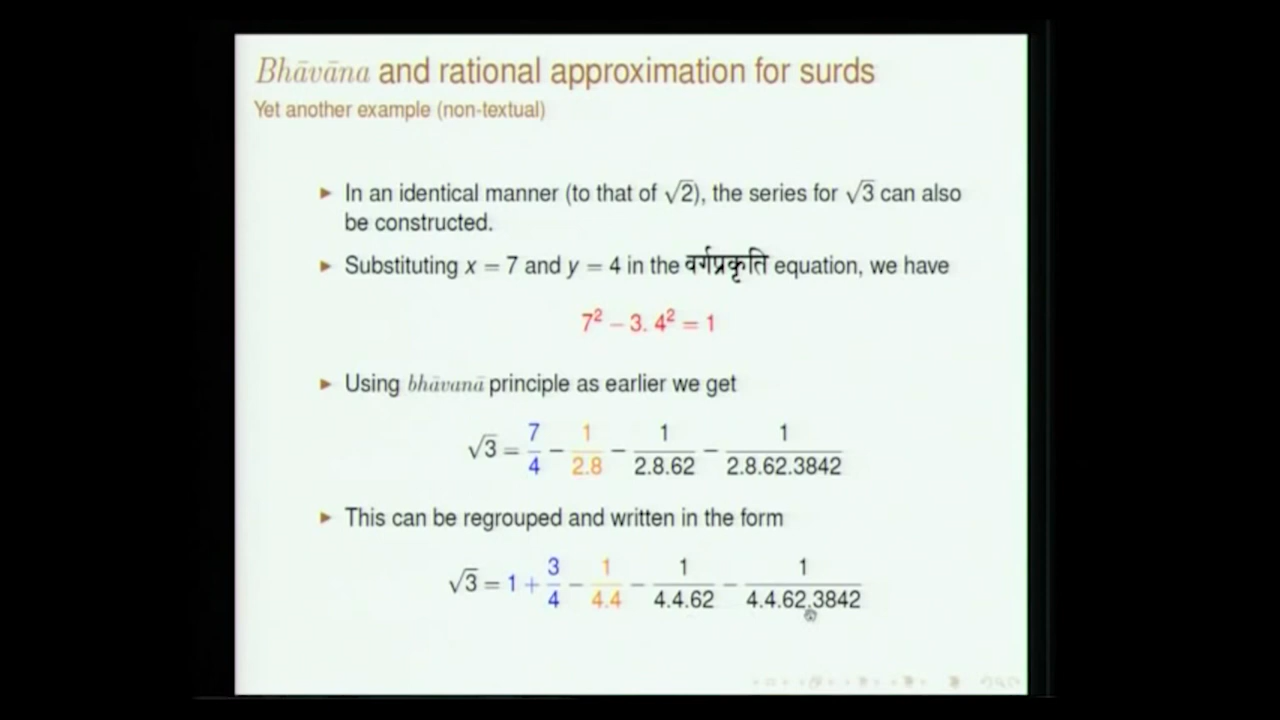 Bhāvāna and rational approximation for surds
Yet another example (non-textual)
▶ In an identical manner (to that of √2), the series for √3 can also
be constructed.
▶ Substituting x = 7 and y = 4 in the वर्गप्रकृति equation, we have
7² − 3. 4² = 1
▶ Using bhāvanā principle as earlier we get
√3 = 7/4 − 1/2.8 − 1/2.8.62 − 1/2.8.62.3842
▶ This can be regrouped and written in the form
√3 = 1 + 3/4 − 1/4.4 − 1/4.4.62 − 1/4.4.62.3842